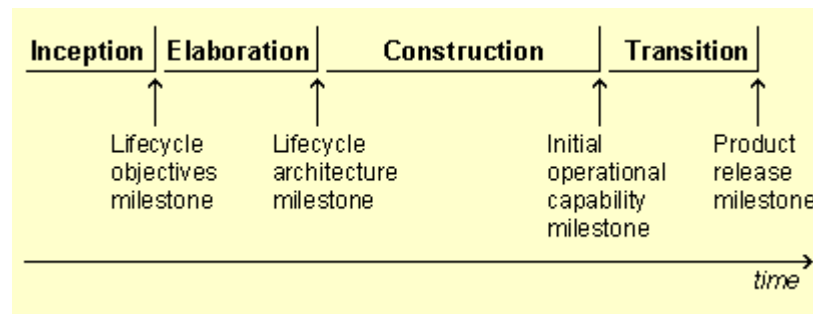 Inception Elaboration Construction Transition
Lifecycle
objectives
milestone
Lifecycle
architecture
milestone
Initial
operational
capability
milestone
Product
release
milestone
time